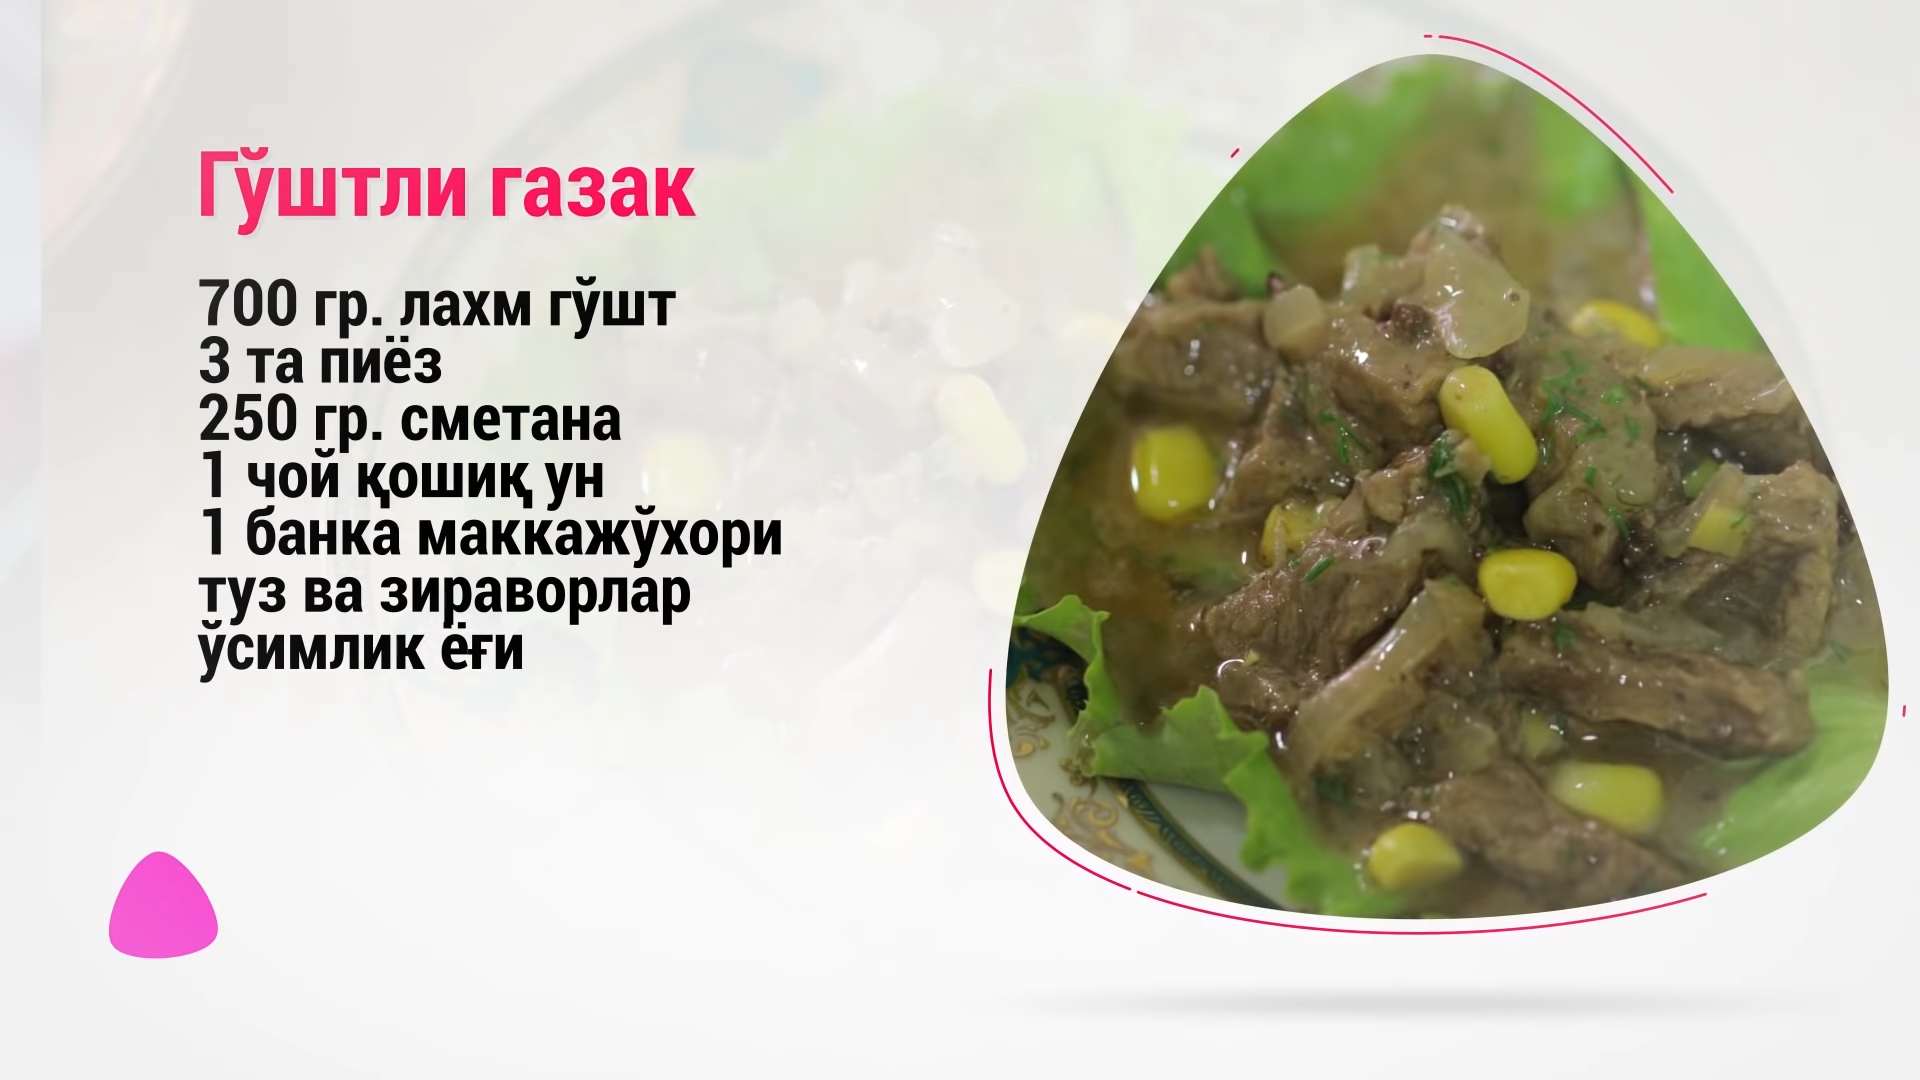 Гўштли газак
700 гр. лахм гўшт
3 та пиёз
250 гр. сметана
1 чой қошиқ ун
1 банка маккажўхори
туз ва зираворлар
ўсимлик ёғи